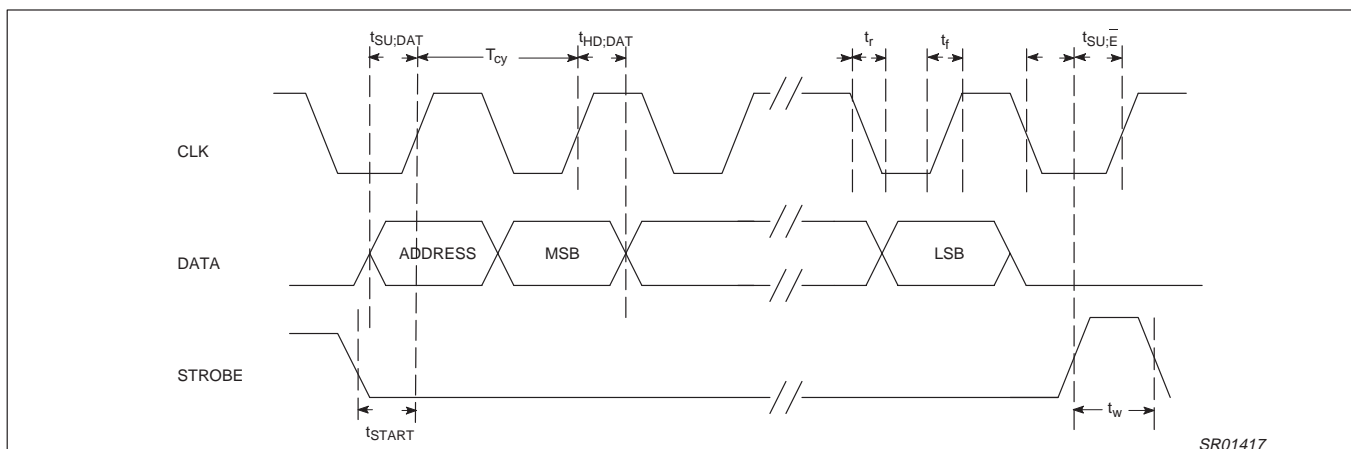 tSU;DAT
Tcy
tHD;DAT
tr
tf
tSU;E̅
CLK
DATA
ADDRESS
MSB
LSB
STROBE
tSTART
tw
SR01417